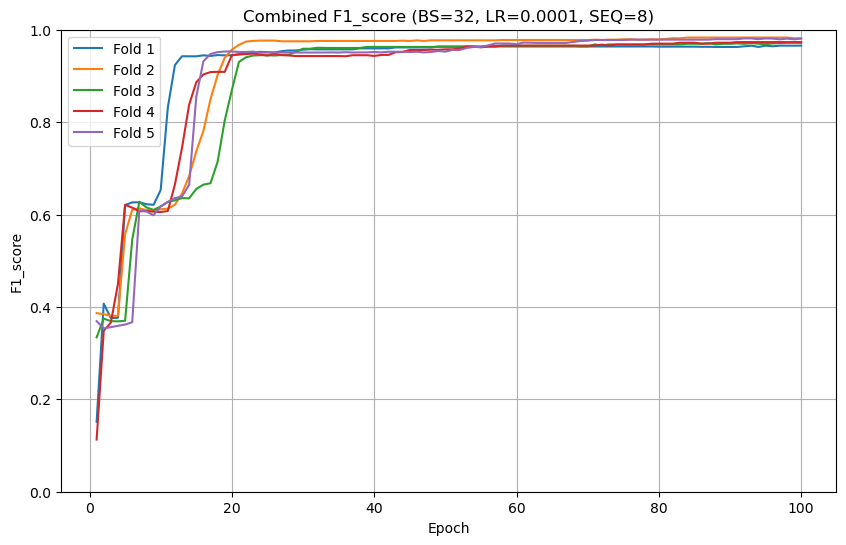 Combined F1_score (BS=32, LR=0.0001, SEQ=8)
Fold 1
Fold 2
Fold 3
Fold 4
Fold 5
F1_score
1.0
0.8
0.6
0.4
0.2
0.0
0 20 40 60 80 100
Epoch